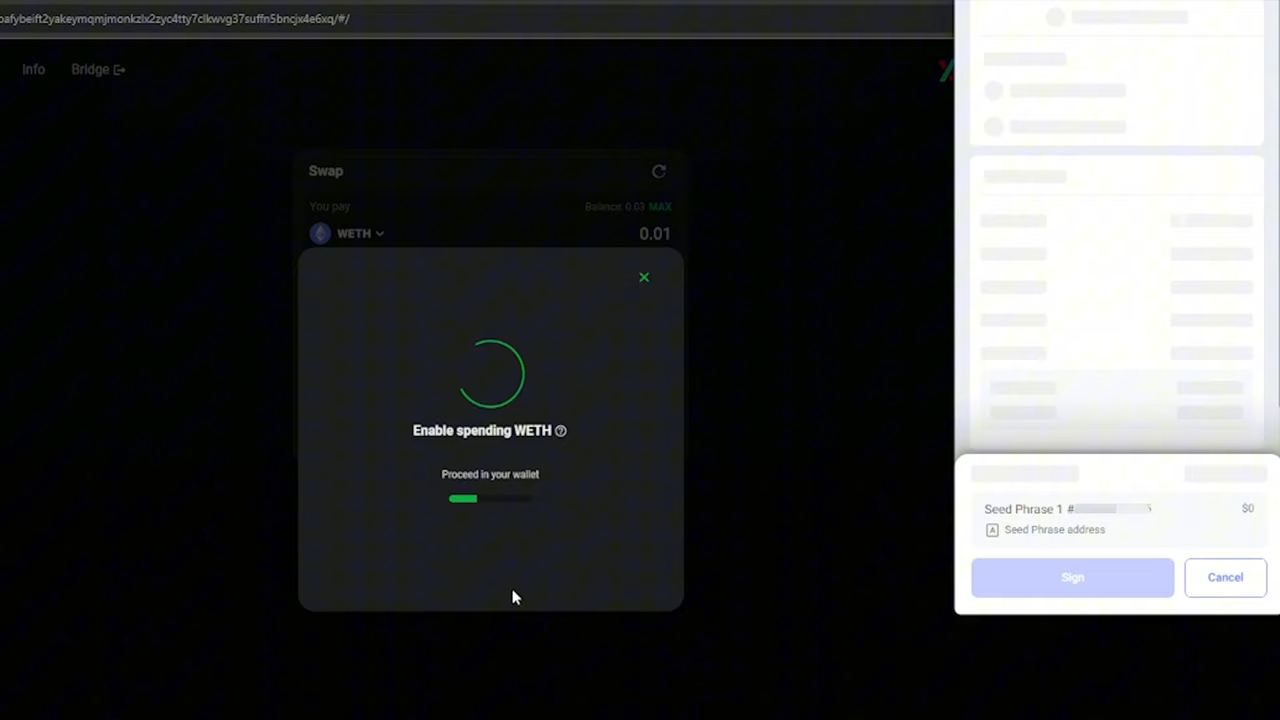 oafybeift2yakeymqmjmonkzlx2zyc4tty7clkwvg37suffn5bncjx4e6xq/#/
Info Bridge
Swap
You pay Balance: 0.03 MAX
WETH 0.01
Enable spending WETH
Proceed in your wallet
Seed Phrase 1 # $0
A Seed Phrase address
Sign Cancel